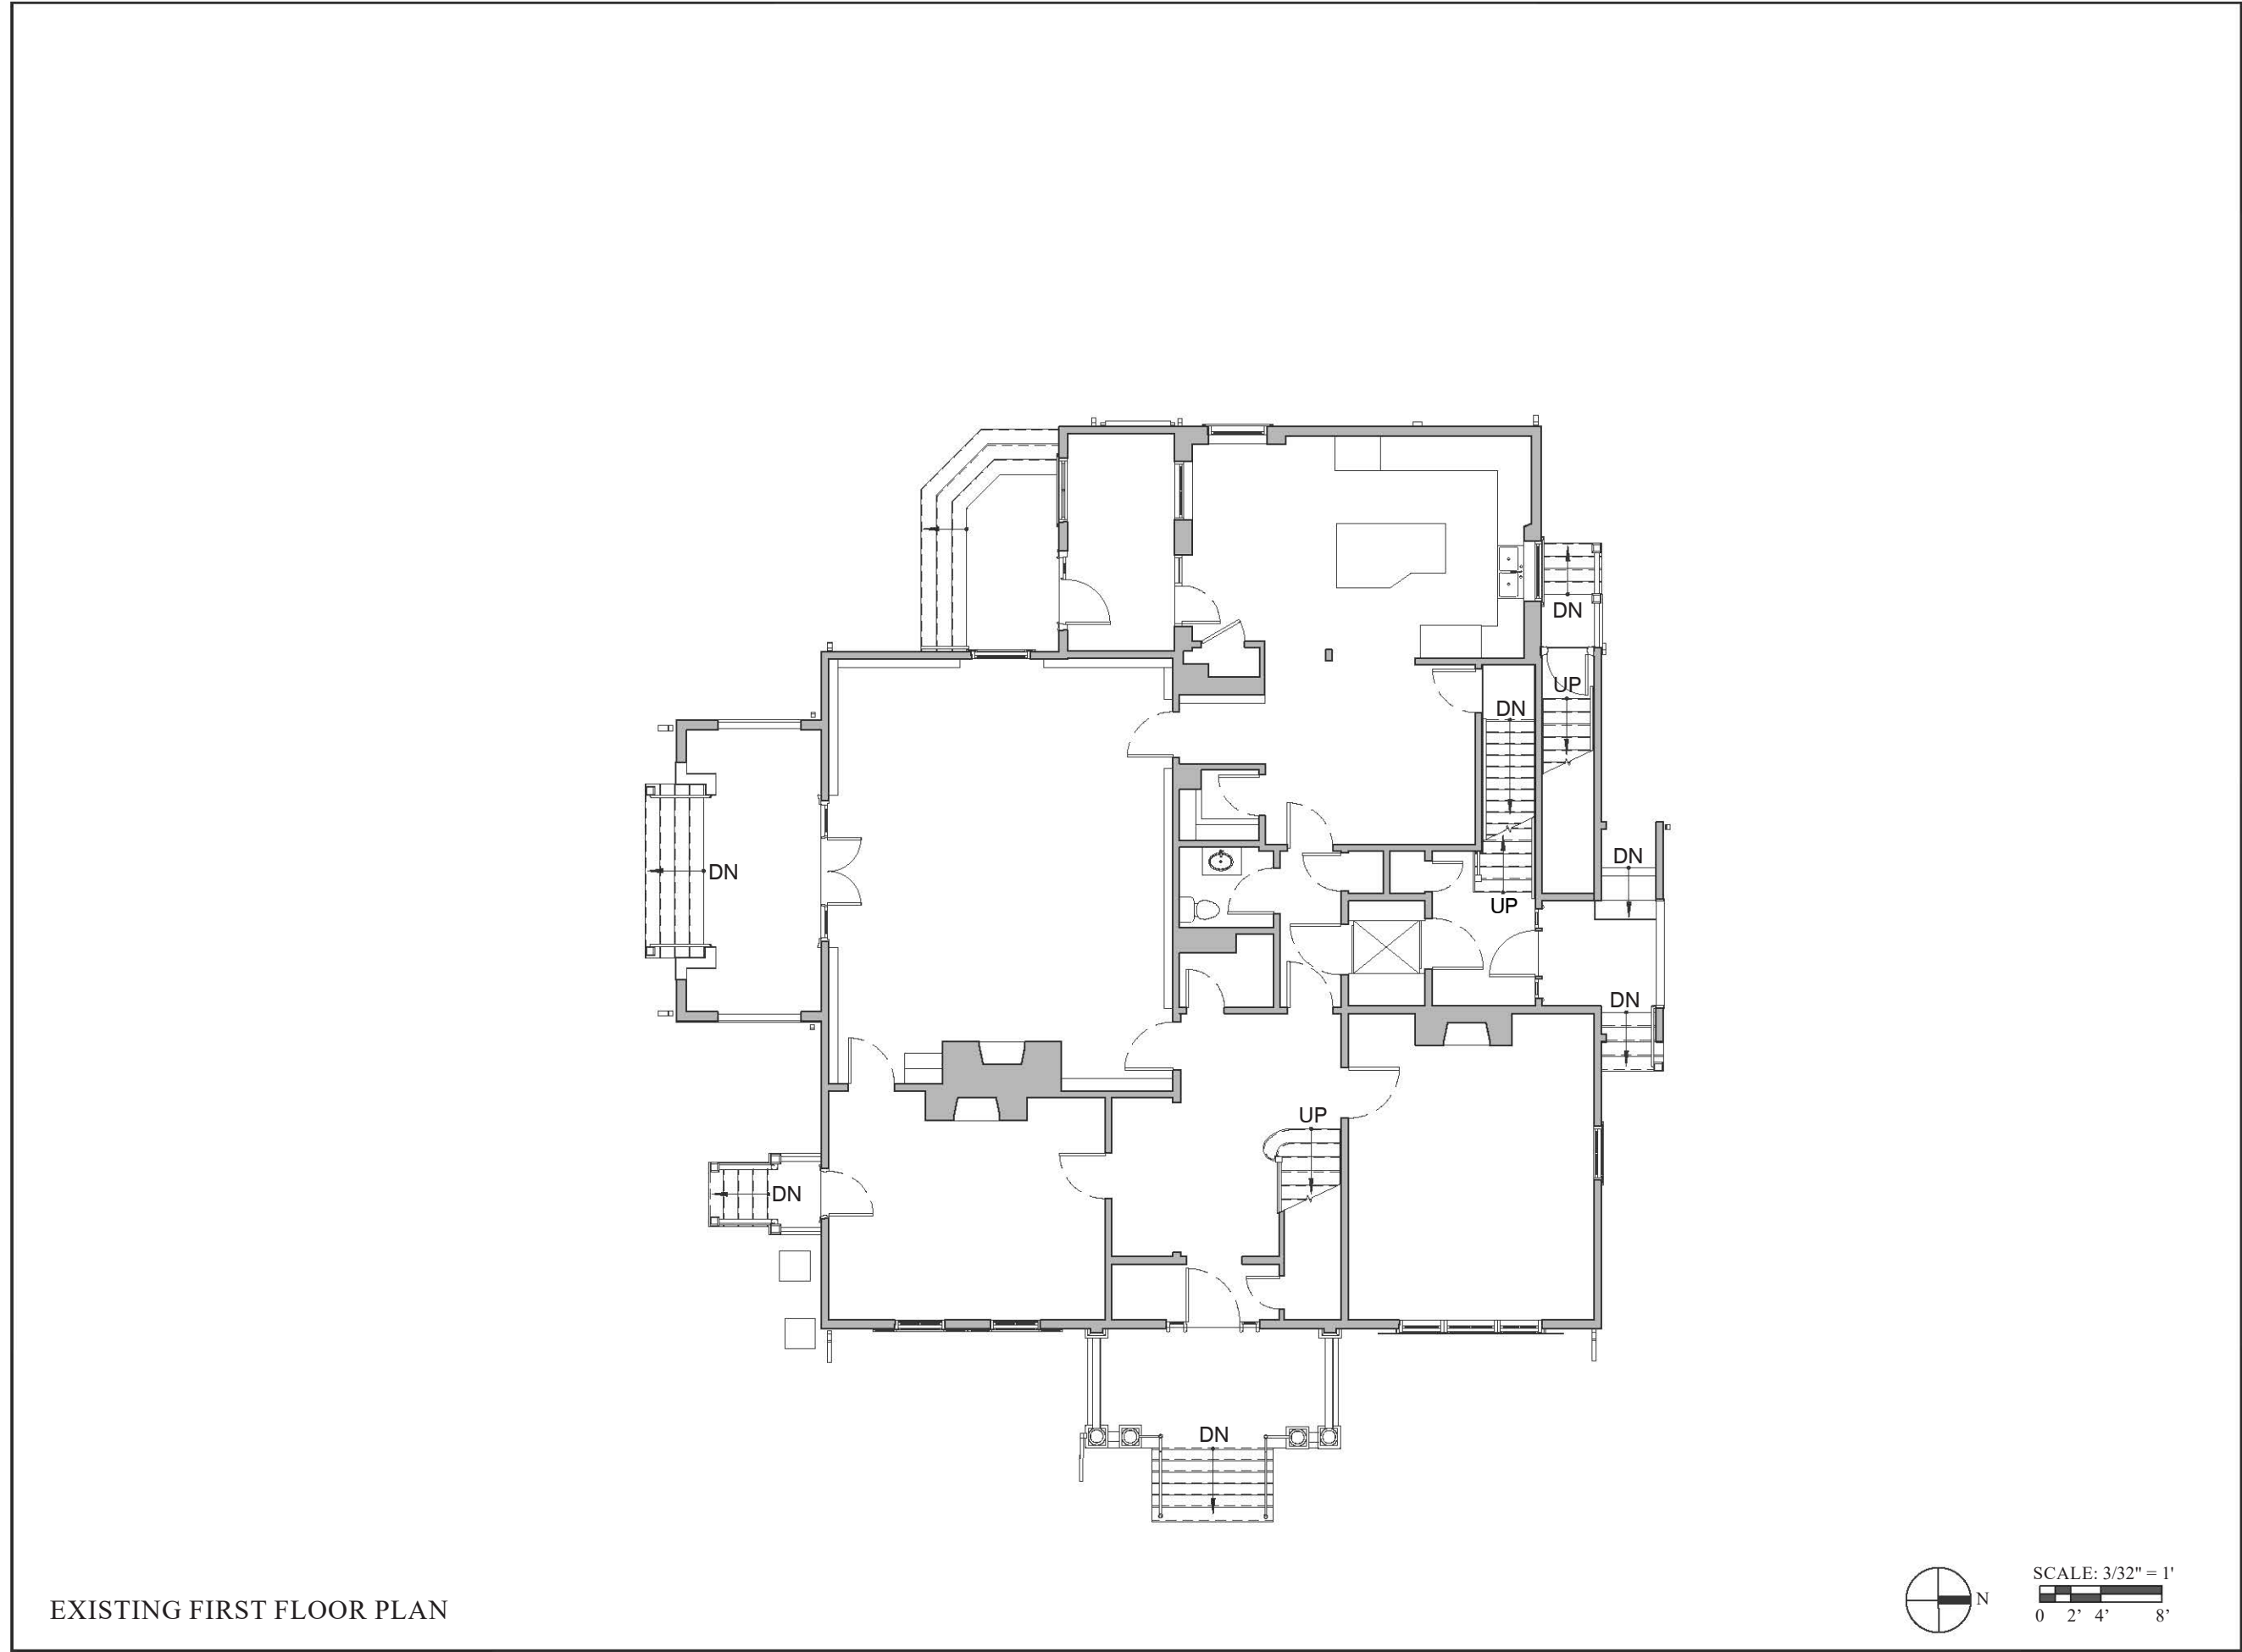 DN
UP
DN
DN
DN
UP
DN
UP
DN
DN
DN
SCALE: 3/32" = 1'
N
0 2’ 4’ 8’
EXISTING FIRST FLOOR PLAN